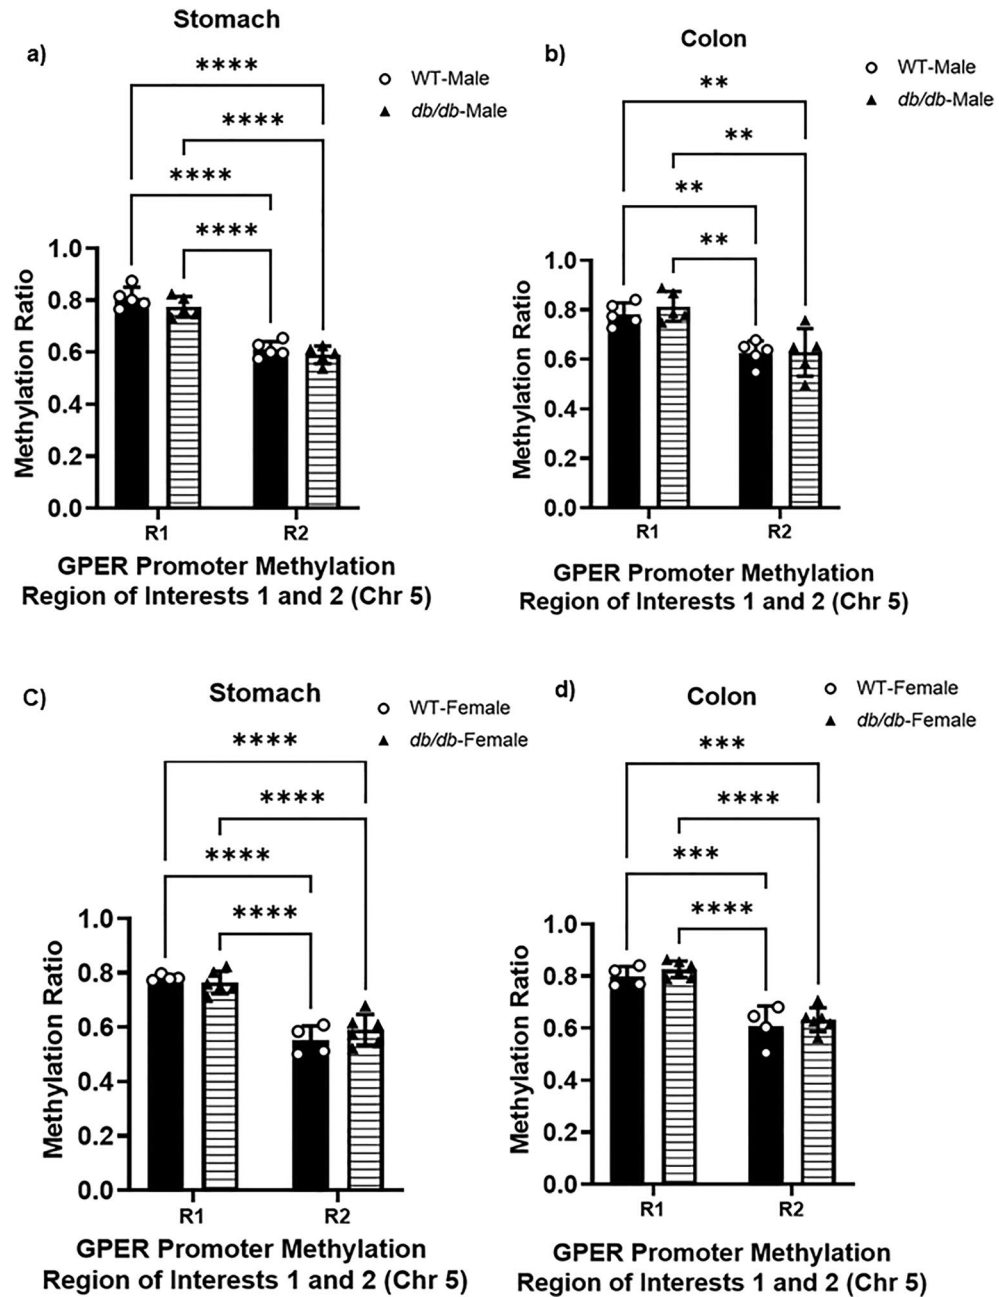 Stomach
a)
WT-Male
db/db-Male
****
****
****
****
Methylation Ratio
1.0
0.8
0.6
0.4
0.2
0.0
R1
R2
GPER Promoter Methylation
Region of Interests 1 and 2 (Chr 5)
Colon
b)
WT-Male
db/db-Male
**
**
**
**
Methylation Ratio
1.0
0.8
0.6
0.4
0.2
0.0
R1
R2
GPER Promoter Methylation
Region of Interests 1 and 2 (Chr 5)
C)
Stomach
WT-Female
db/db-Female
****
****
****
****
Methylation Ratio
1.0
0.8
0.6
0.4
0.2
0.0
R1
R2
GPER Promoter Methylation
Region of Interests 1 and 2 (Chr 5)
d)
Colon
WT-Female
db/db-Female
***
****
***
****
Methylation Ratio
1.0
0.8
0.6
0.4
0.2
0.0
R1
R2
GPER Promoter Methylation
Region of Interests 1 and 2 (Chr 5)